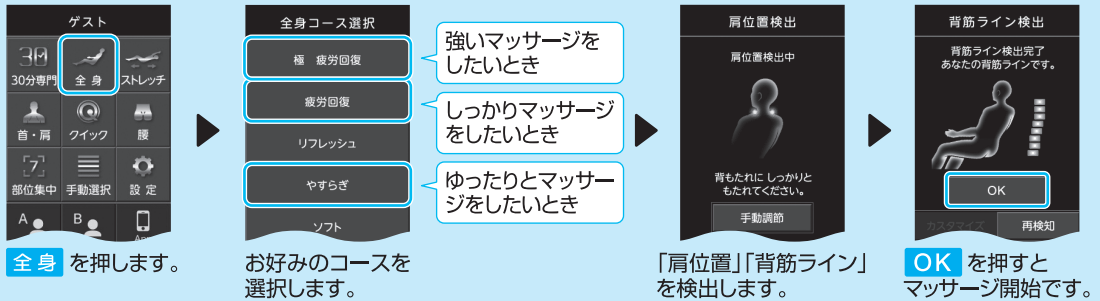 ゲスト
30
30分専門
全身
ストレッチ
首・肩
クイック
腰
7
部位集中
手動選択
設定
A
B
全身 を押します。
全身コース選択
極 疲労回復
疲労回復
リフレッシュ
やすらぎ
ソフト
強いマッサージを
したいとき
しっかりマッサージ
をしたいとき
ゆったりとマッサー
ジをしたいとき
お好みのコースを
選択します。
肩位置検出
肩位置検出中
背もたれに しっかりと
もたれてください。
手動調節
「肩位置」「背筋ライン」
を検出します。
背筋ライン検出
背筋ライン検出完了
あなたの背筋ラインです。
OK
カスタマイズ
再検知
OK を押すと
マッサージ開始です。